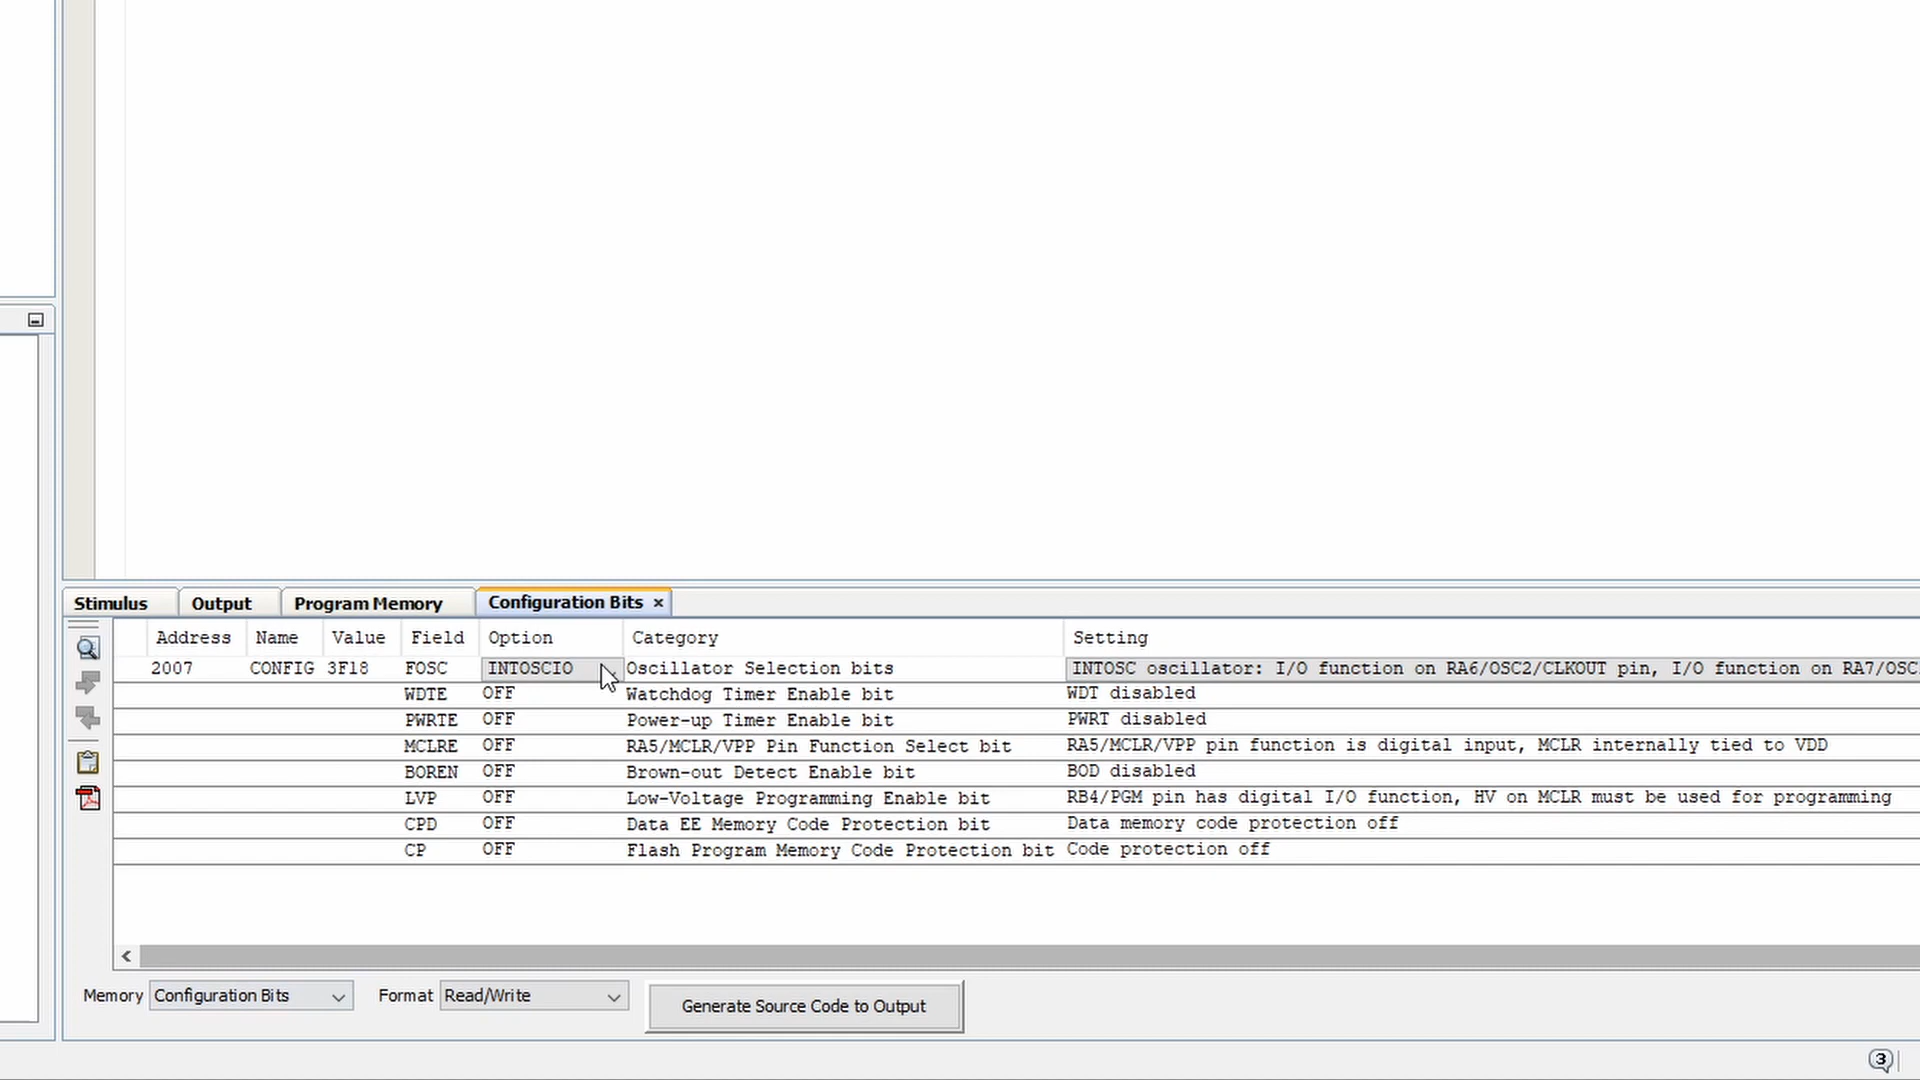 Stimulus Output Program Memory Configuration Bits ×
Address Name Value Field Option Category Setting
2007 CONFIG 3F18 FOSC INTOSCIO Oscillator Selection bits INTOSC oscillator: I/O function on RA6/OSC2/CLKOUT pin, I/O function on RA7/OSC
WDTE OFF Watchdog Timer Enable bit WDT disabled
PWRTE OFF Power-up Timer Enable bit PWRT disabled
MCLRE OFF RA5/MCLR/VPP Pin Function Select bit RA5/MCLR/VPP pin function is digital input, MCLR internally tied to VDD
BOREN OFF Brown-out Detect Enable bit BOD disabled
LVP OFF Low-Voltage Programming Enable bit RB4/PGM pin has digital I/O function, HV on MCLR must be used for programming
CPD OFF Data EE Memory Code Protection bit Data memory code protection off
CP OFF Flash Program Memory Code Protection bit Code protection off
Memory Configuration Bits Format Read/Write Generate Source Code to Output
3